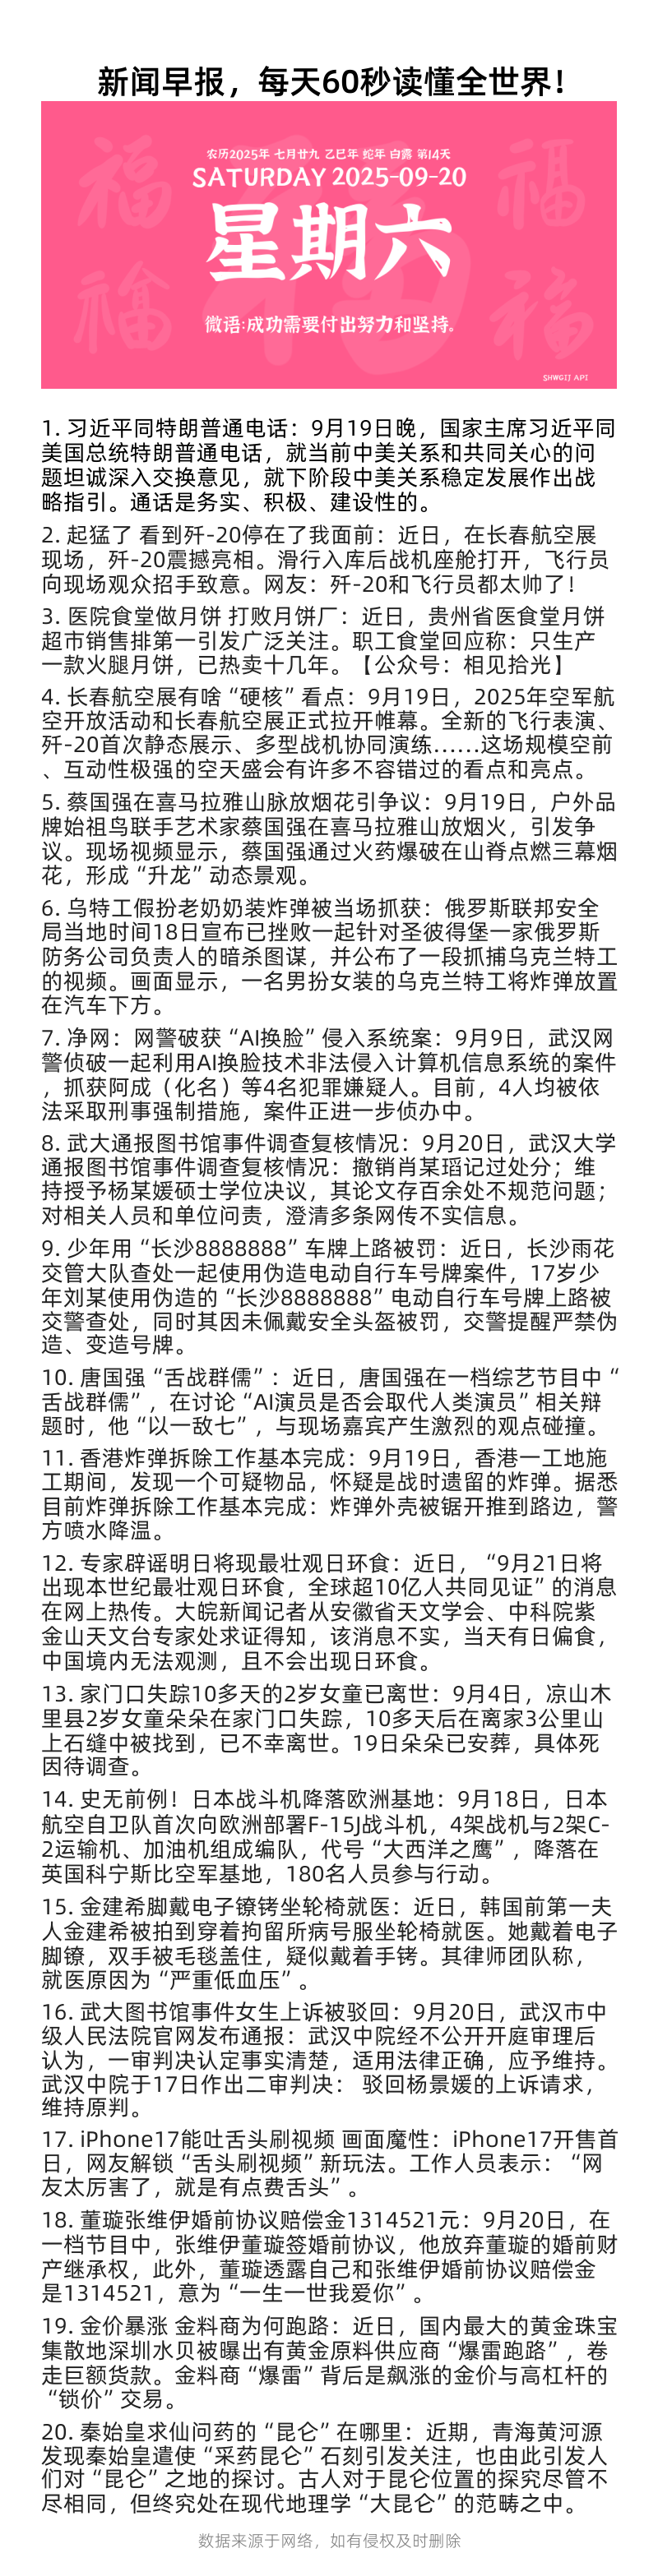 新闻早报，每天60秒读懂全世界！
福
福
福
福
福
农历2025年 七月廿九 乙巳年 蛇年 白露 第14天
SATURDAY 2025-09-20
星期六
微语:成功需要付出努力和坚持。
SHWGIJ API
1. 习近平同特朗普通电话：9月19日晚，国家主席习近平同
美国总统特朗普通电话，就当前中美关系和共同关心的问
题坦诚深入交换意见，就下阶段中美关系稳定发展作出战
略指引。通话是务实、积极、建设性的。
2. 起猛了 看到歼-20停在了我面前：近日，在长春航空展
现场，歼-20震撼亮相。滑行入库后战机座舱打开，飞行员
向现场观众招手致意。网友：歼-20和飞行员都太帅了！
3. 医院食堂做月饼 打败月饼厂：近日，贵州省医食堂月饼
超市销售排第一引发广泛关注。职工食堂回应称：只生产
一款火腿月饼，已热卖十几年。【公众号：相见拾光】
4. 长春航空展有啥“硬核”看点：9月19日，2025年空军航
空开放活动和长春航空展正式拉开帷幕。全新的飞行表演、
歼-20首次静态展示、多型战机协同演练……这场规模空前
、互动性极强的空天盛会有许多不容错过的看点和亮点。
5. 蔡国强在喜马拉雅山脉放烟花引争议：9月19日，户外品
牌始祖鸟联手艺术家蔡国强在喜马拉雅山放烟火，引发争
议。现场视频显示，蔡国强通过火药爆破在山脊点燃三幕烟
花，形成“升龙”动态景观。
6. 乌特工假扮老奶奶装炸弹被当场抓获：俄罗斯联邦安全
局当地时间18日宣布已挫败一起针对圣彼得堡一家俄罗斯
防务公司负责人的暗杀图谋，并公布了一段抓捕乌克兰特工
的视频。画面显示，一名男扮女装的乌克兰特工将炸弹放置
在汽车下方。
7. 净网：网警破获“AI换脸”侵入系统案：9月9日，武汉网
警侦破一起利用AI换脸技术非法侵入计算机信息系统的案件
，抓获阿成（化名）等4名犯罪嫌疑人。目前，4人均被依
法采取刑事强制措施，案件正进一步侦办中。
8. 武大通报图书馆事件调查复核情况：9月20日，武汉大学
通报图书馆事件调查复核情况：撤销肖某瑫记过处分；维
持授予杨某媛硕士学位决议，其论文存百余处不规范问题；
对相关人员和单位问责，澄清多条网传不实信息。
9. 少年用“长沙8888888”车牌上路被罚：近日，长沙雨花
交管大队查处一起使用伪造电动自行车号牌案件，17岁少
年刘某使用伪造的“长沙8888888”电动自行车号牌上路被
交警查处，同时其因未佩戴安全头盔被罚，交警提醒严禁伪
造、变造号牌。
10. 唐国强“舌战群儒”：近日，唐国强在一档综艺节目中“
舌战群儒”，在讨论“AI演员是否会取代人类演员”相关辩
题时，他“以一敌七”，与现场嘉宾产生激烈的观点碰撞。
11. 香港炸弹拆除工作基本完成：9月19日，香港一工地施
工期间，发现一个可疑物品，怀疑是战时遗留的炸弹。据悉
目前炸弹拆除工作基本完成：炸弹外壳被锯开推到路边，警
方喷水降温。
12. 专家辟谣明日将现最壮观日环食：近日，“9月21日将
出现本世纪最壮观日环食，全球超10亿人共同见证”的消息
在网上热传。大皖新闻记者从安徽省天文学会、中科院紫
金山天文台专家处求证得知，该消息不实，当天有日偏食，
中国境内无法观测，且不会出现日环食。
13. 家门口失踪10多天的2岁女童已离世：9月4日，凉山木
里县2岁女童朵朵在家门口失踪，10多天后在离家3公里山
上石缝中被找到，已不幸离世。19日朵朵已安葬，具体死
因待调查。
14. 史无前例！日本战斗机降落欧洲基地：9月18日，日本
航空自卫队首次向欧洲部署F-15J战斗机，4架战机与2架C-
2运输机、加油机组成编队，代号“大西洋之鹰”，降落在
英国科宁斯比空军基地，180名人员参与行动。
15. 金建希脚戴电子镣铐坐轮椅就医：近日，韩国前第一夫
人金建希被拍到穿着拘留所病号服坐轮椅就医。她戴着电子
脚镣，双手被毛毯盖住，疑似戴着手铐。其律师团队称，
就医原因为“严重低血压”。
16. 武大图书馆事件女生上诉被驳回：9月20日，武汉市中
级人民法院官网发布通报：武汉中院经不公开开庭审理后
认为，一审判决认定事实清楚，适用法律正确，应予维持。
武汉中院于17日作出二审判决： 驳回杨景媛的上诉请求，
维持原判。
17. iPhone17能吐舌头刷视频 画面魔性：iPhone17开售首
日，网友解锁“舌头刷视频”新玩法。工作人员表示：“网
友太厉害了，就是有点费舌头”。
18. 董璇张维伊婚前协议赔偿金1314521元：9月20日，在
一档节目中，张维伊董璇签婚前协议，他放弃董璇的婚前财
产继承权，此外，董璇透露自己和张维伊婚前协议赔偿金
是1314521，意为“一生一世我爱你”。
19. 金价暴涨 金料商为何跑路：近日，国内最大的黄金珠宝
集散地深圳水贝被曝出有黄金原料供应商“爆雷跑路”，卷
走巨额货款。金料商“爆雷”背后是飙涨的金价与高杠杆的
“锁价”交易。
20. 秦始皇求仙问药的“昆仑”在哪里：近期，青海黄河源
发现秦始皇遣使“采药昆仑”石刻引发关注，也由此引发人
们对“昆仑”之地的探讨。古人对于昆仑位置的探究尽管不
尽相同，但终究处在现代地理学“大昆仑”的范畴之中。
数据来源于网络，如有侵权及时删除